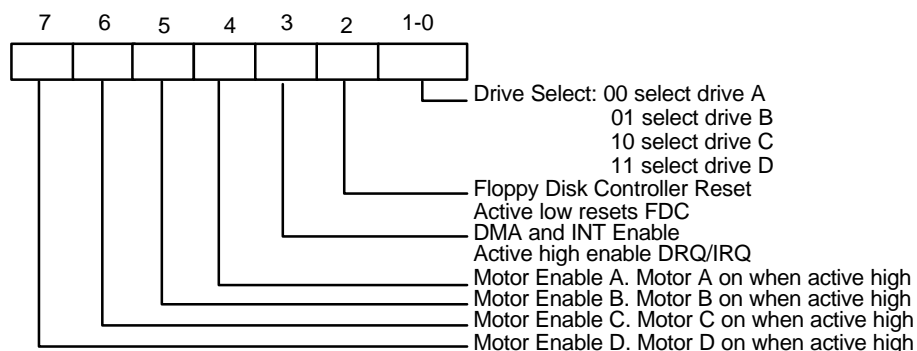 7 6 5 4 3 2 1-0
Drive Select: 00 select drive A
01 select drive B
10 select drive C
11 select drive D
Floppy Disk Controller Reset
Active low resets FDC
DMA and INT Enable
Active high enable DRQ/IRQ
Motor Enable A. Motor A on when active high
Motor Enable B. Motor B on when active high
Motor Enable C. Motor C on when active high
Motor Enable D. Motor D on when active high